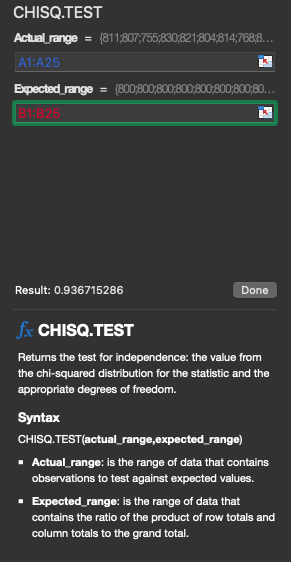 CHISQ.TEST
Actual_range = {811;807;755;830;821;804;814;768;8...
A1:A25
Expected_range = {800;800;800;800;800;800;800;80...
B1:B25
Result: 0.936715286
Done
fx CHISQ.TEST
Returns the test for independence: the value from
the chi-squared distribution for the statistic and the
appropriate degrees of freedom.
Syntax
CHISQ.TEST(actual_range,expected_range)
▪ Actual_range: is the range of data that contains
observations to test against expected values.
▪ Expected_range: is the range of data that
contains the ratio of the product of row totals and
column totals to the grand total.